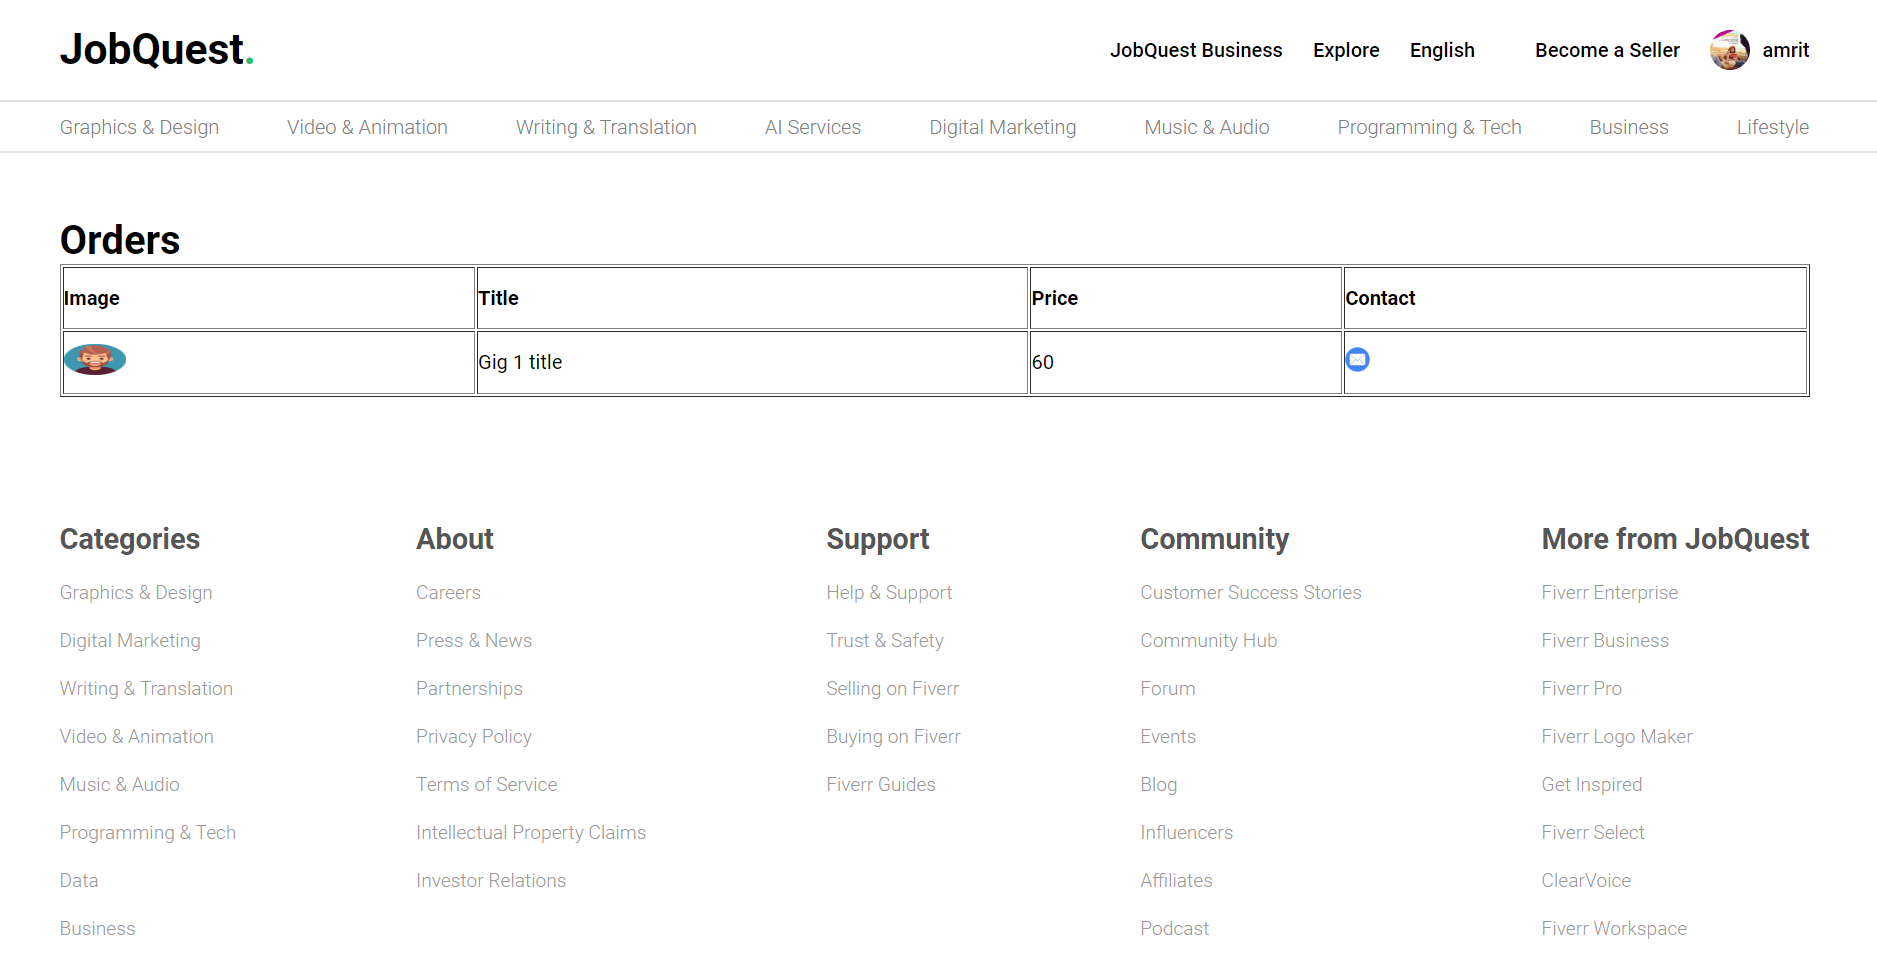 JobQuest.
JobQuest Business Explore English Become a Seller amrit
Graphics & Design Video & Animation Writing & Translation AI Services Digital Marketing Music & Audio Programming & Tech Business Lifestyle
Orders
Image Title Price Contact
Gig 1 title 60
Categories
Graphics & Design
Digital Marketing
Writing & Translation
Video & Animation
Music & Audio
Programming & Tech
Data
Business
About
Careers
Press & News
Partnerships
Privacy Policy
Terms of Service
Intellectual Property Claims
Investor Relations
Support
Help & Support
Trust & Safety
Selling on Fiverr
Buying on Fiverr
Fiverr Guides
Community
Customer Success Stories
Community Hub
Forum
Events
Blog
Influencers
Affiliates
Podcast
More from JobQuest
Fiverr Enterprise
Fiverr Business
Fiverr Pro
Fiverr Logo Maker
Get Inspired
Fiverr Select
ClearVoice
Fiverr Workspace